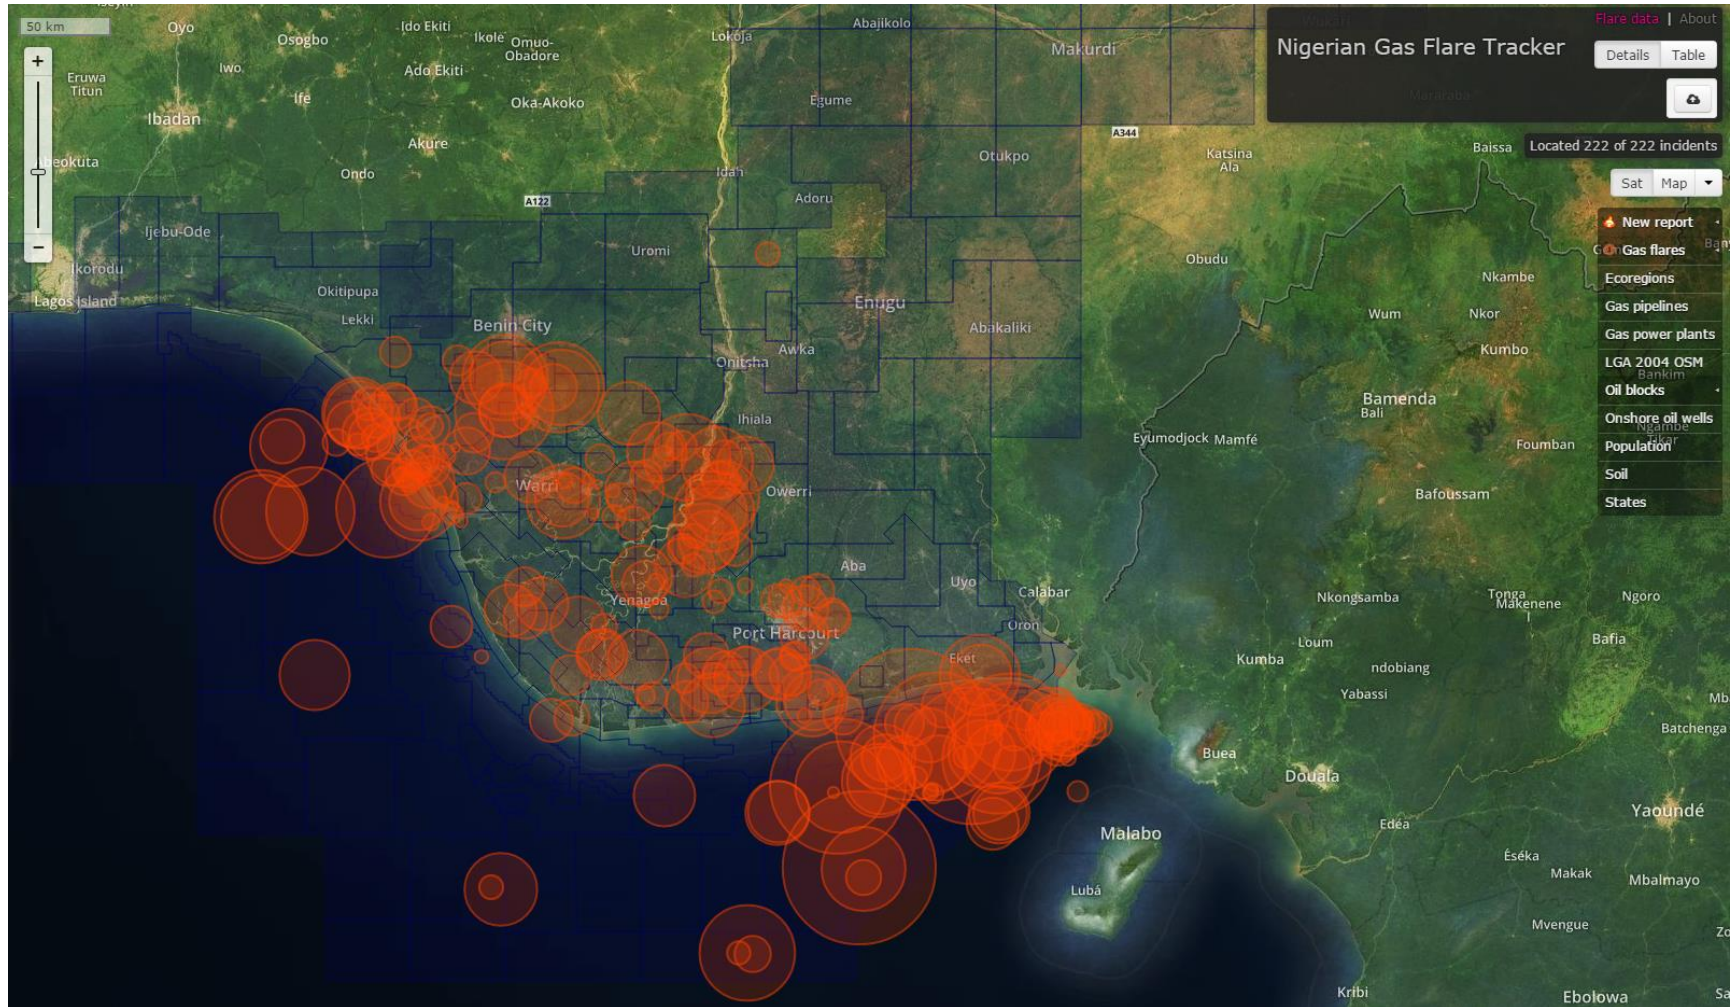 50 km
Oyo
Osogbo
Ido Ekiti
Ikole
Omuo-
Obadore
Lokoja
Abajikolo
Makurdi
Flare data | About
Nigerian Gas Flare Tracker
Details
Table
+
Eruwa
Titun
Iwo
Ado Ekiti
Ife
Oka-Akoko
Egume
Mararaba
Ibadan
Akure
A344
Abeokuta
Ondo
Idah
Otukpo
Katsina
Ala
Baissa
Located 222 of 222 incidents
Sat
Map
A122
Adoru
−
Ijebu-Ode
Uromi
New report
Gas flares
Ikorodu
Obudu
Nkambe
Ecoregions
Lagos Island
Okitipupa
Lekki
Enugu
Wum
Nkor
Gas pipelines
Benin City
Abakaliki
Gas power plants
Awka
Kumbo
Onitsha
LGA 2004 OSM
Bankim
Bamenda
Bali
Oil blocks
Ihiala
Onshore oil wells
Ngambe
Tikar
Eyumodjock
Mamfé
Foumban
Population
Soil
Warri
Owerri
Bafoussam
States
Aba
Uyo
Calabar
Yenagoa
Nkongsamba
Tonga
Makenene
Ngoro
Port Harcourt
Oron
Loum
Bafia
Eket
Kumba
ndobiang
Yabassi
Batchenga
Buea
Douala
Yaoundé
Malabo
Edéa
Lubá
Éséka
Makak
Mbalmayo
Mvengue
Kribi
Ebolowa